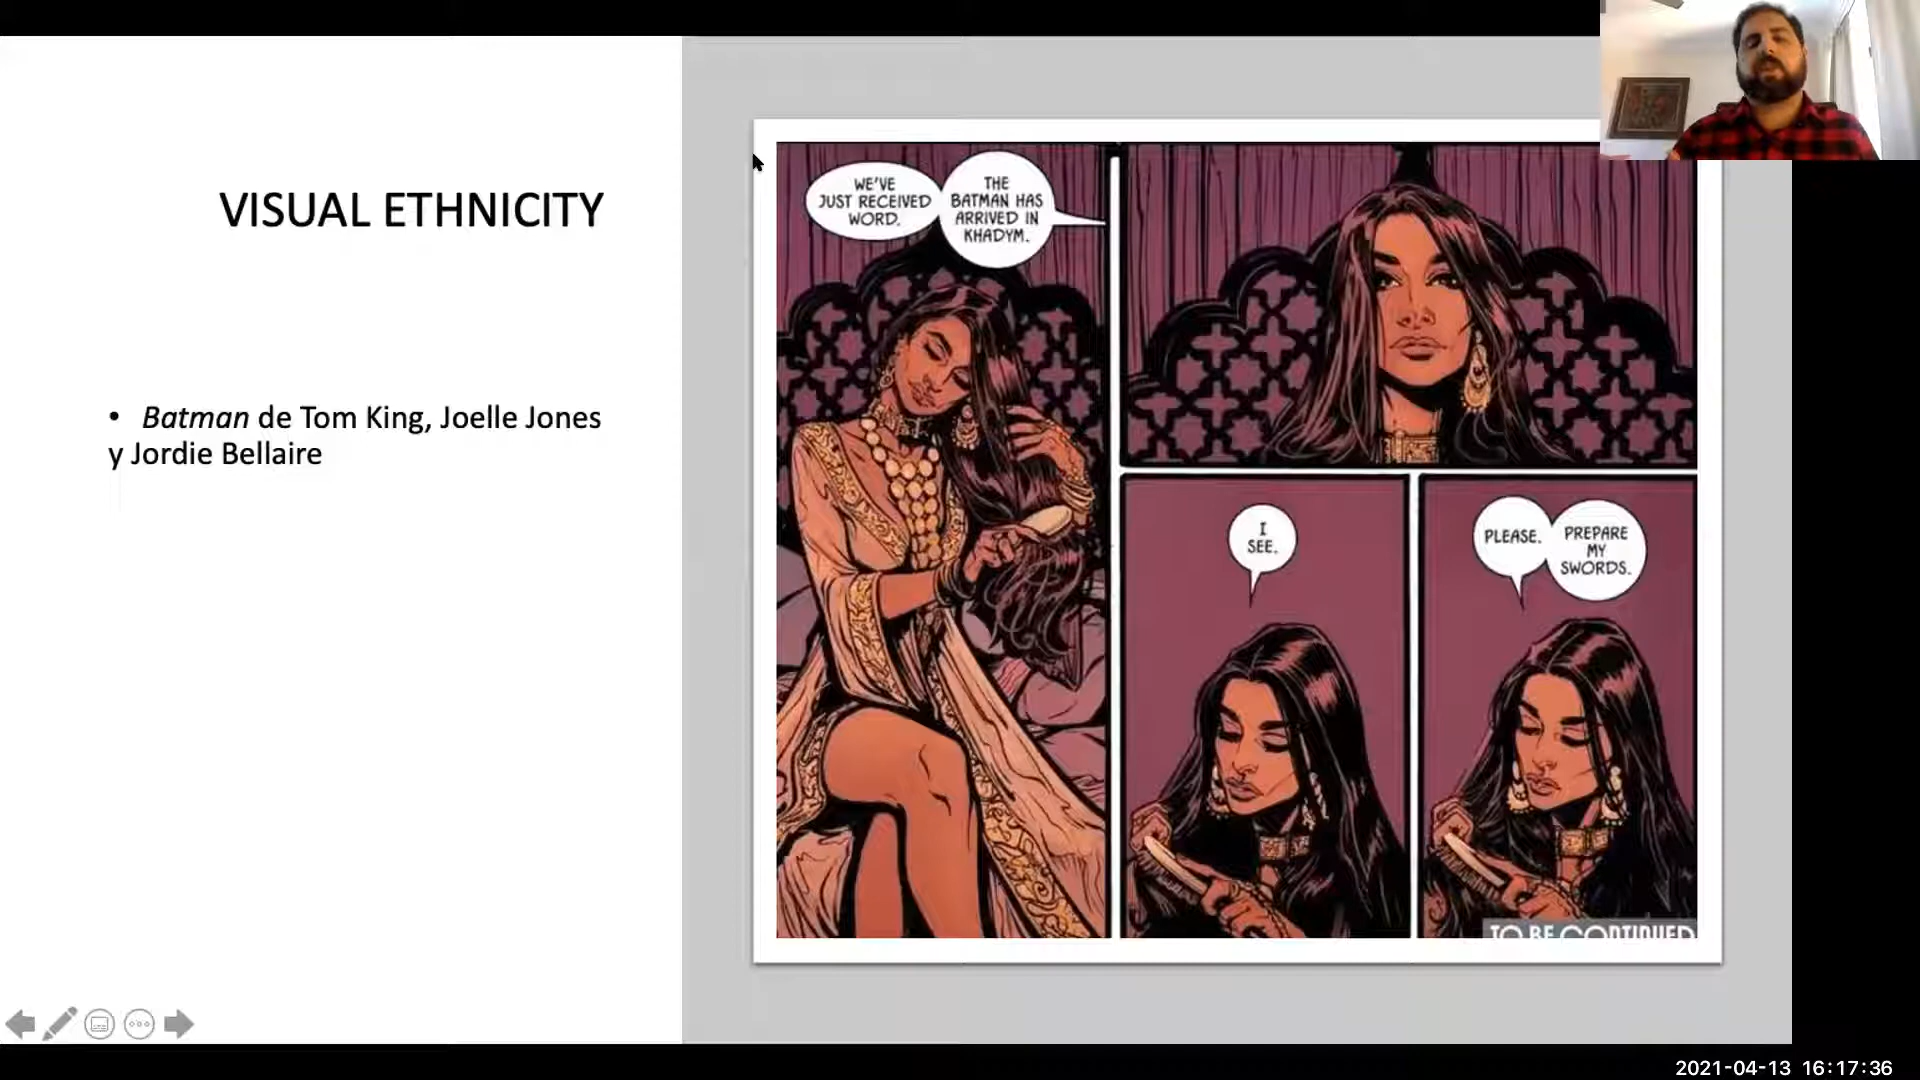 VISUAL ETHNICITY
• Batman de Tom King, Joelle Jones
y Jordie Bellaire
WE'VE
JUST RECEIVED
WORD.
THE
BATMAN HAS
ARRIVED IN
KHADYM.
I
SEE.
PLEASE.
PREPARE
MY
SWORDS.
TO BE CONTINUED
2021-04-13 16:17:36